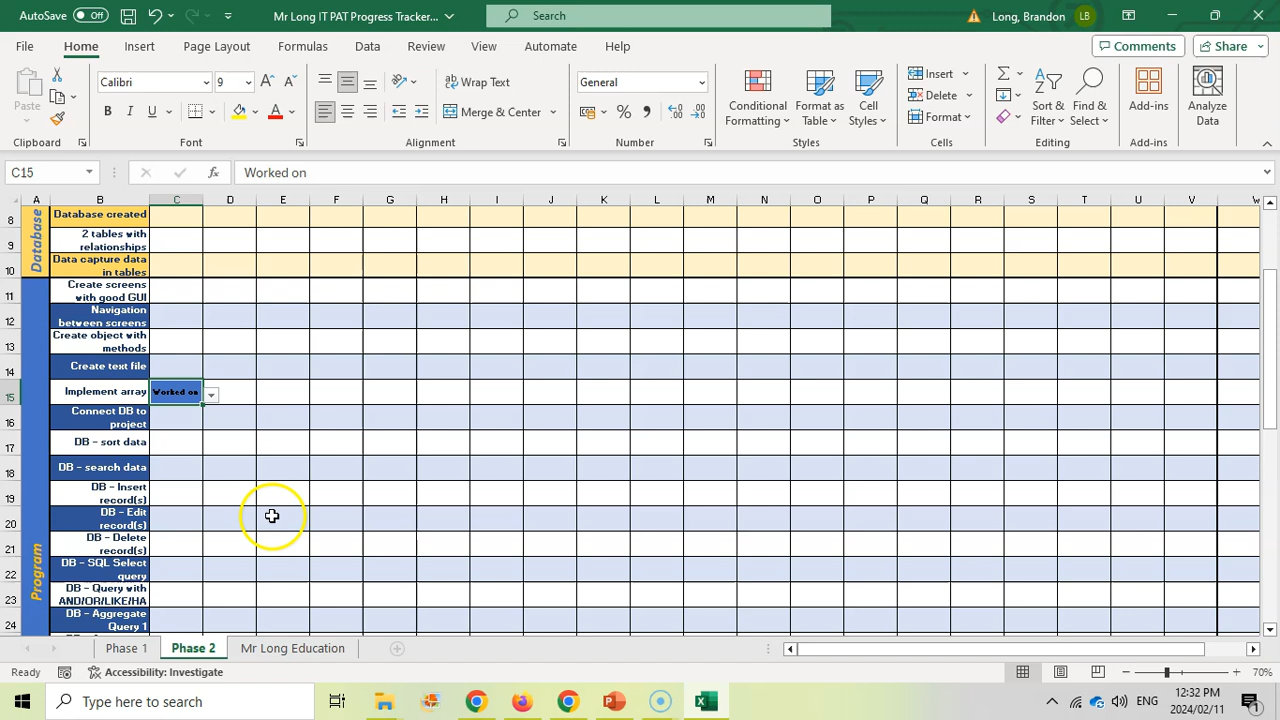 AutoSave Off
Mr Long IT PAT Progress Tracker...
Search
Long, Brandon
LB
File Home Insert Page Layout Formulas Data Review View Automate Help
Comments Share
Paste
Clipboard
Calibri 9
B I U
Font
Wrap Text
Merge & Center
Alignment
General
Number
Conditional Formatting
Format as Table
Cell Styles
Styles
Insert
Delete
Format
Cells
Sort & Filter
Find & Select
Editing
Add-ins
Add-ins
Analyze Data
C15
Worked on
A B C D E F G H I J K L M N O P Q R S T U V W
Database
8 Database created
9 2 tables with relationships
10 Data capture data in tables
Program
11 Create screens with good GUI
12 Navigation between screens
13 Create object with methods
14 Create text file
15 Implement array Worked on
16 Connect DB to project
17 DB - sort data
18 DB - search data
19 DB - Insert record(s)
20 DB - Edit record(s)
21 DB - Delete record(s)
22 DB - SQL Select query
23 DB - Query with AND/OR/LIKE/HA
24 DB - Aggregate Query 1
Phase 1 Phase 2 Mr Long Education
Ready
Accessibility: Investigate
70%
Type here to search
ENG
12:32 PM
2024/02/11